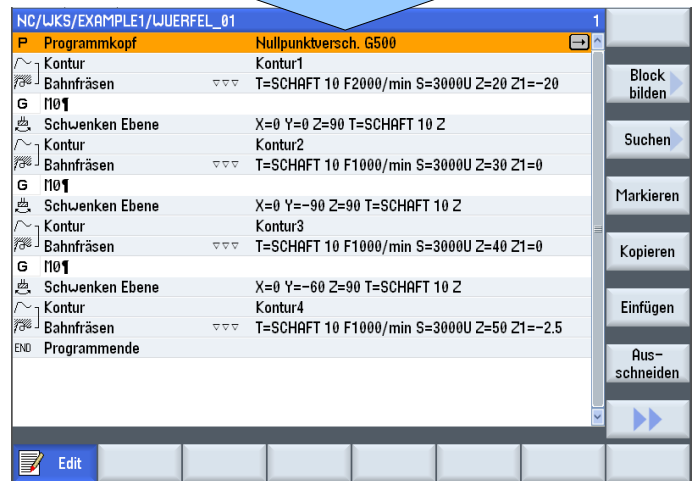 NC/WKS/EXAMPLE1/WUERFEL_01 1
P Programmkopf Nullpunktversch. G500
Kontur Kontur1
Bahnfräsen ▽▽▽ T=SCHAFT 10 F2000/min S=3000U Z=20 Z1=-20
G M0¶
Schwenken Ebene X=0 Y=0 Z=90 T=SCHAFT 10 Z
Kontur Kontur2
Bahnfräsen ▽▽▽ T=SCHAFT 10 F1000/min S=3000U Z=30 Z1=0
G M0¶
Schwenken Ebene X=0 Y=-90 Z=90 T=SCHAFT 10 Z
Kontur Kontur3
Bahnfräsen ▽▽▽ T=SCHAFT 10 F1000/min S=3000U Z=40 Z1=0
G M0¶
Schwenken Ebene X=0 Y=-60 Z=90 T=SCHAFT 10 Z
Kontur Kontur4
Bahnfräsen ▽▽▽ T=SCHAFT 10 F1000/min S=3000U Z=50 Z1=-2.5
END Programmende
Block
bilden
Suchen
Markieren
Kopieren
Einfügen
Aus-
schneiden
Edit